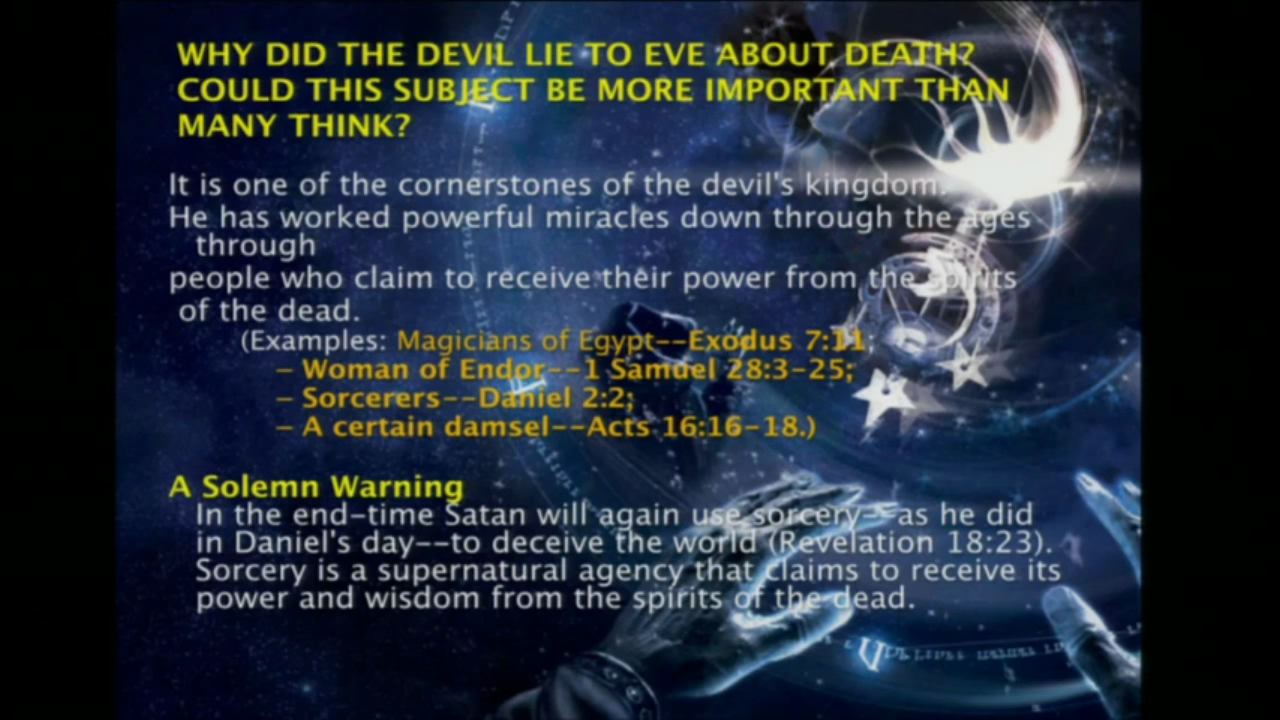 WHY DID THE DEVIL LIE TO EVE ABOUT DEATH?
COULD THIS SUBJECT BE MORE IMPORTANT THAN
MANY THINK?
It is one of the cornerstones of the devil's kingdom.
He has worked powerful miracles down through the ages
through
people who claim to receive their power from the spirits
of the dead.
(Examples: Magicians of Egypt--Exodus 7:11;
– Woman of Endor--1 Samuel 28:3-25;
– Sorcerers--Daniel 2:2;
– A certain damsel--Acts 16:16-18.)
A Solemn Warning
In the end-time Satan will again use sorcery--as he did
in Daniel's day--to deceive the world (Revelation 18:23).
Sorcery is a supernatural agency that claims to receive its
power and wisdom from the spirits of the dead.